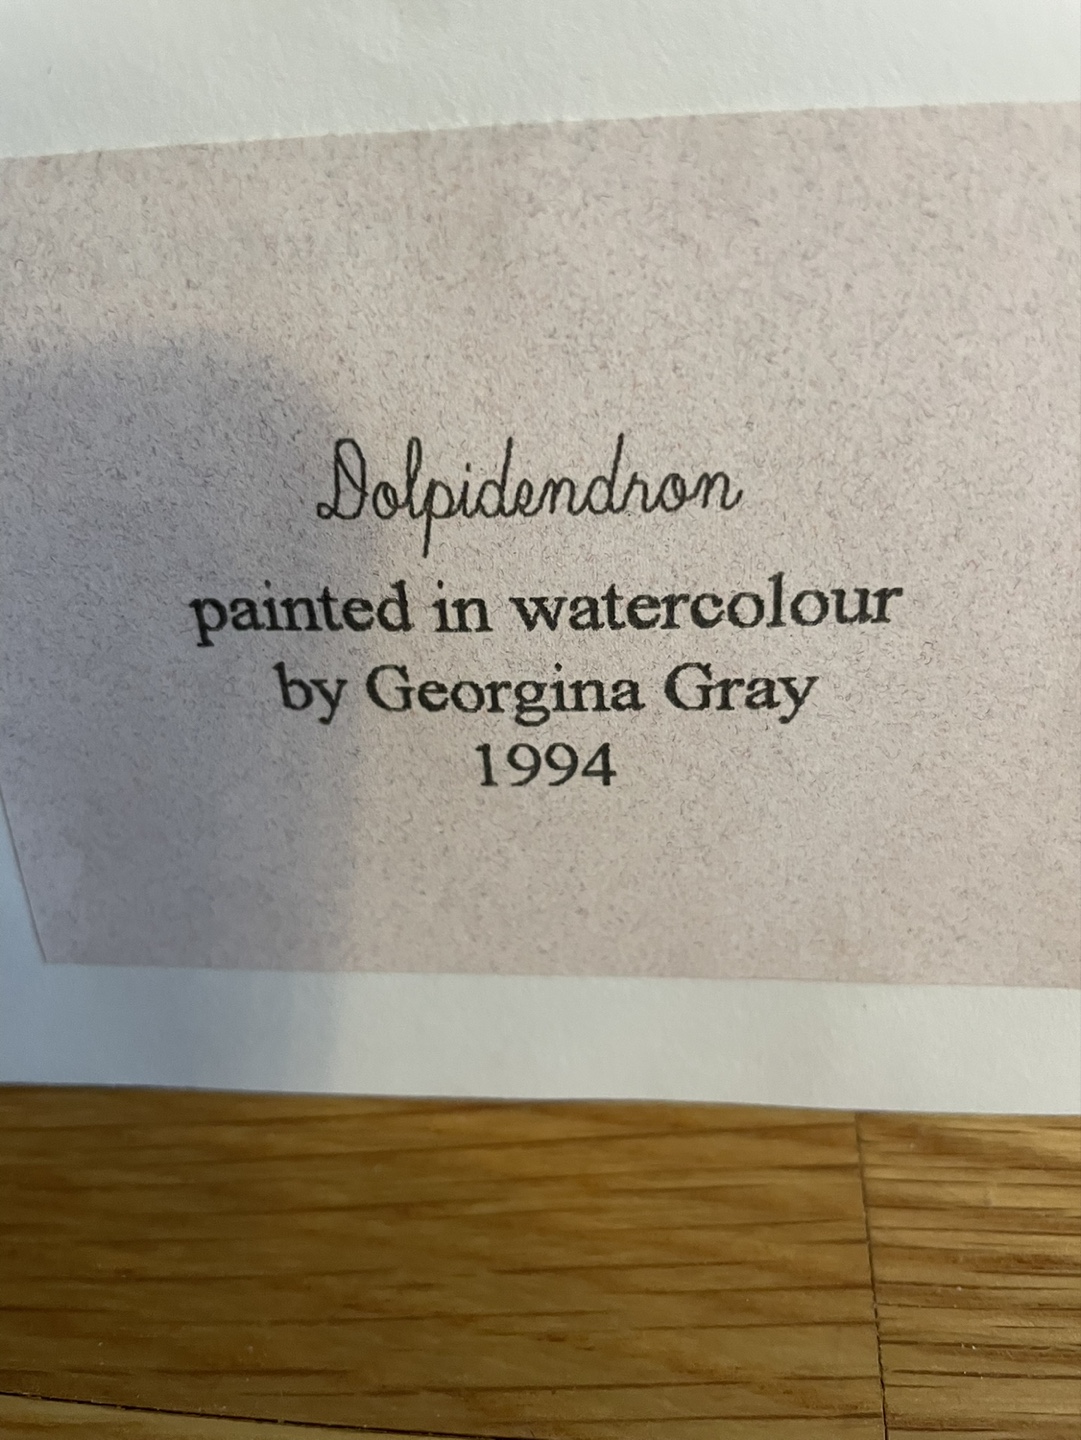 Dolpidendron
painted in watercolour
by Georgina Gray
1994